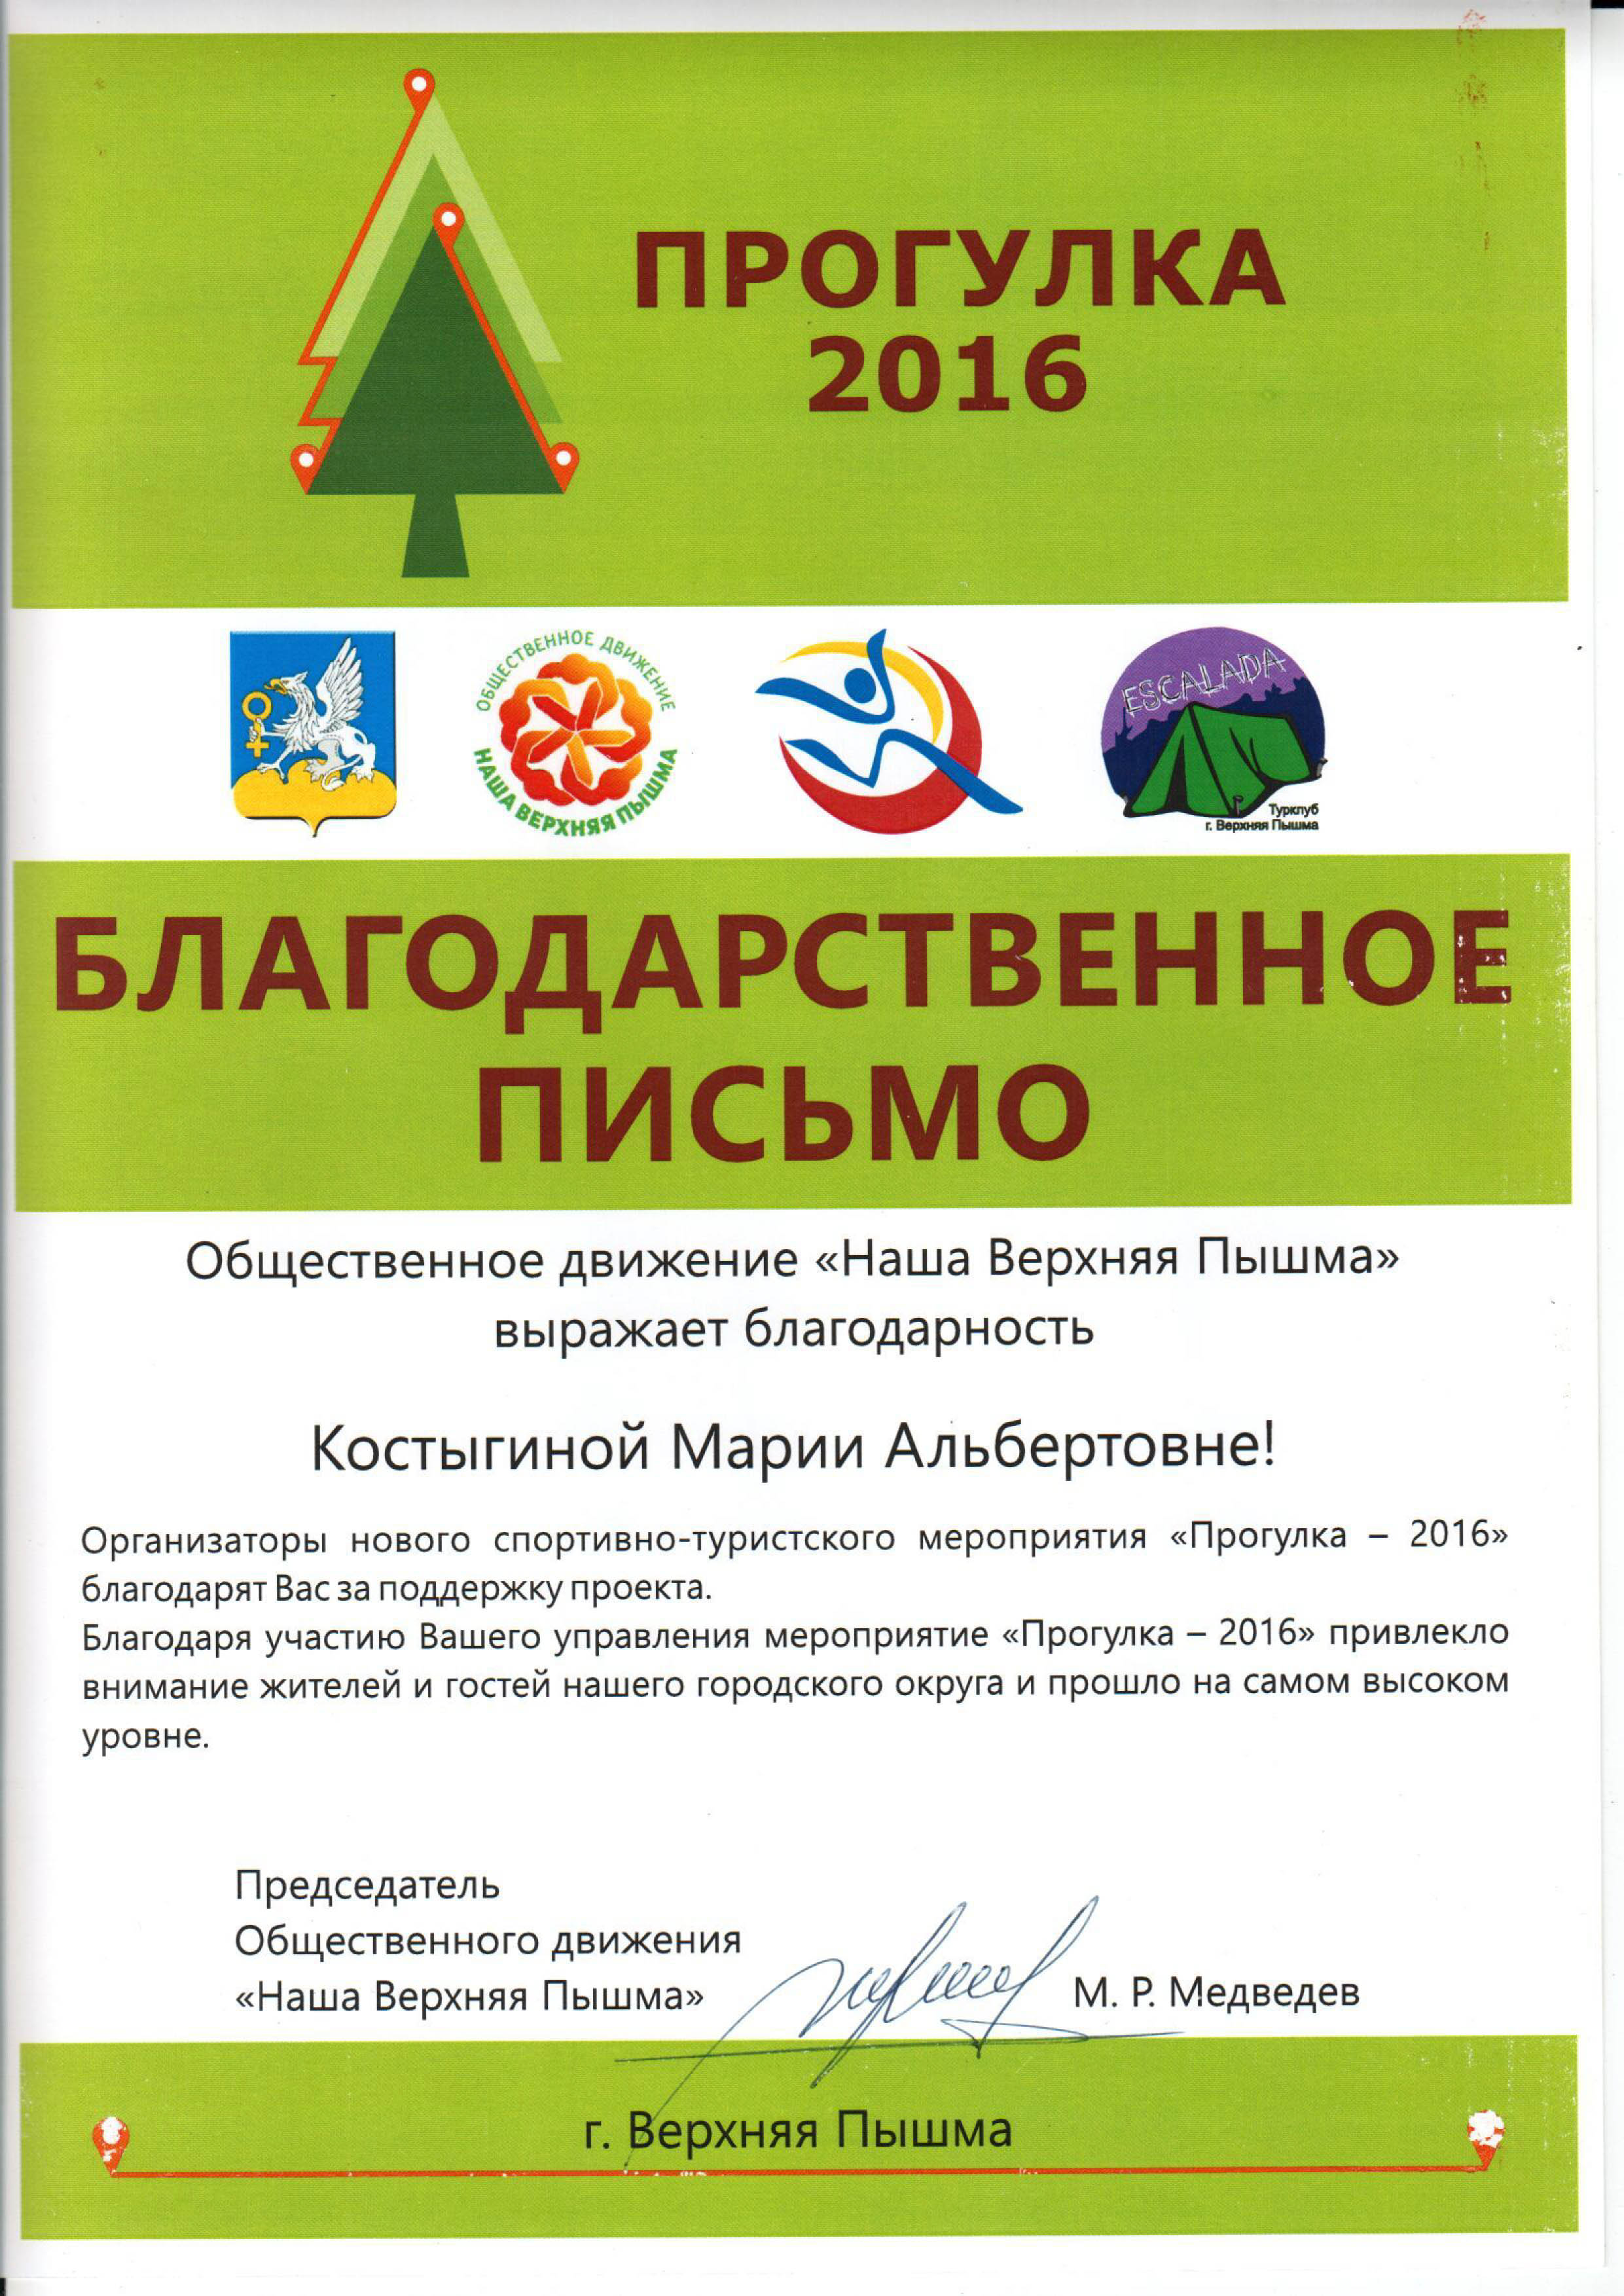 ПРОГУЛКА
2016
ОБЩЕСТВЕННОЕ ДВИЖЕНИЕ
НАША ВЕРХНЯЯ ПЫШМА
ESCALADA
Турклуб
г. Верхняя Пышма
БЛАГОДАРСТВЕННОЕ
ПИСЬМО
Общественное движение «Наша Верхняя Пышма»
выражает благодарность
Костыгиной Марии Альбертовне!
Организаторы нового спортивно-туристского мероприятия «Прогулка – 2016»
благодарят Вас за поддержку проекта.
Благодаря участию Вашего управления мероприятие «Прогулка – 2016» привлекло
внимание жителей и гостей нашего городского округа и прошло на самом высоком
уровне.
Председатель
Общественного движения
«Наша Верхняя Пышма»
М. Р. Медведев
г. Верхняя Пышма